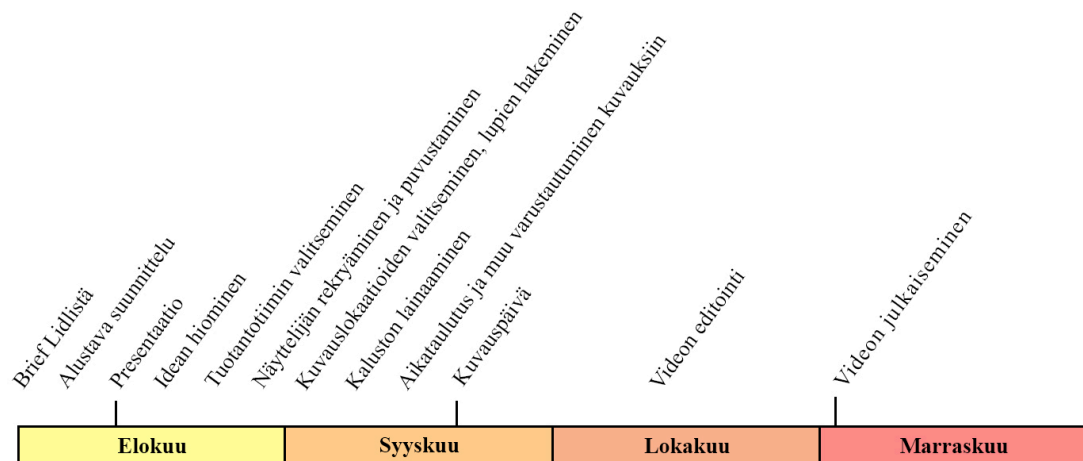 Brief Lidlistä
Alustava suunnittelu
Presentaatio
Idean hiominen
Tuotantotiimin valitseminen
Näyttelijän rekryäminen ja puvustaminen
Kuvauslokaatioiden valitseminen, lupien hakeminen
Kaluston lainaaminen
Aikataulutus ja muu varustautuminen kuvauksiin
Kuvauspäivä
Videon editointi
Videon julkaiseminen
Elokuu
Syyskuu
Lokakuu
Marraskuu